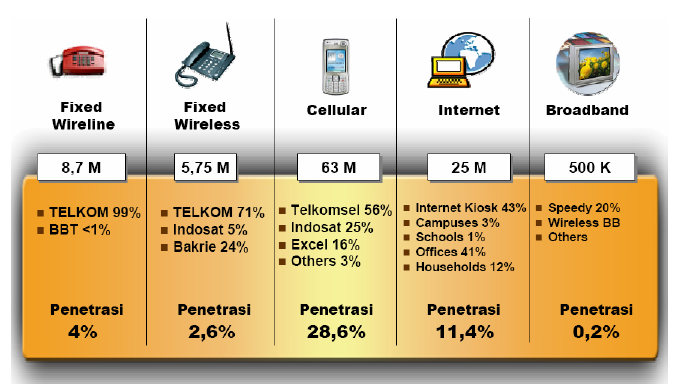 Fixed
Wireline
8,7 M
TELKOM 99%
BBT <1%
Penetrasi
4%
Fixed
Wireless
5,75 M
TELKOM 71%
Indosat 5%
Bakrie 24%
Penetrasi
2,6%
Cellular
63 M
Telkomsel 56%
Indosat 25%
Excel 16%
Others 3%
Penetrasi
28,6%
Internet
25 M
Internet Kiosk 43%
Campuses 3%
Schools 1%
Offices 41%
Households 12%
Penetrasi
11,4%
Broadband
500 K
Speedy 20%
Wireless BB
Others
Penetrasi
0,2%